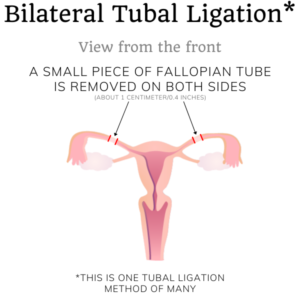 Bilateral Tubal Ligation*
View from the front
A SMALL PIECE OF FALLOPIAN TUBE
IS REMOVED ON BOTH SIDES
(ABOUT 1 CENTIMETER/0.4 INCHES)
*THIS IS ONE TUBAL LIGATION
METHOD OF MANY